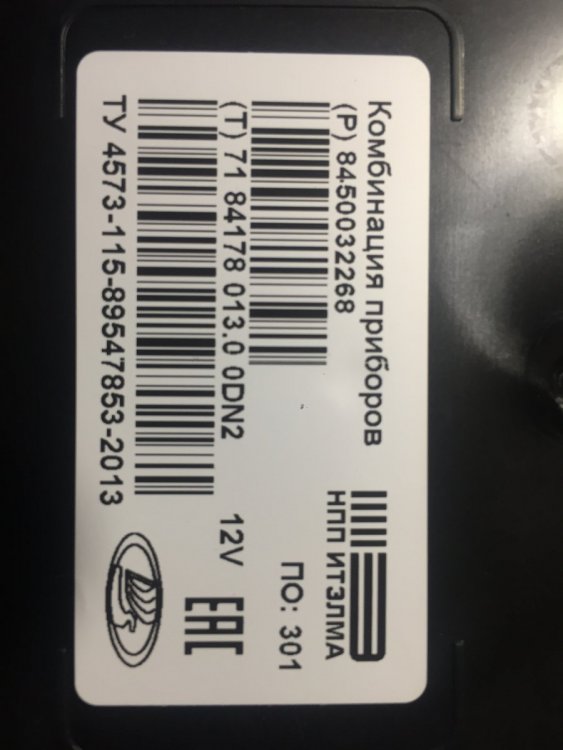 Комбинация приборов
(P) 8450032268
НПП ИТЭЛМА
ПО: 301
(T) 71 84178 013.0 0DN2
12V
EAC
ТУ 4573-115-89547853-2013